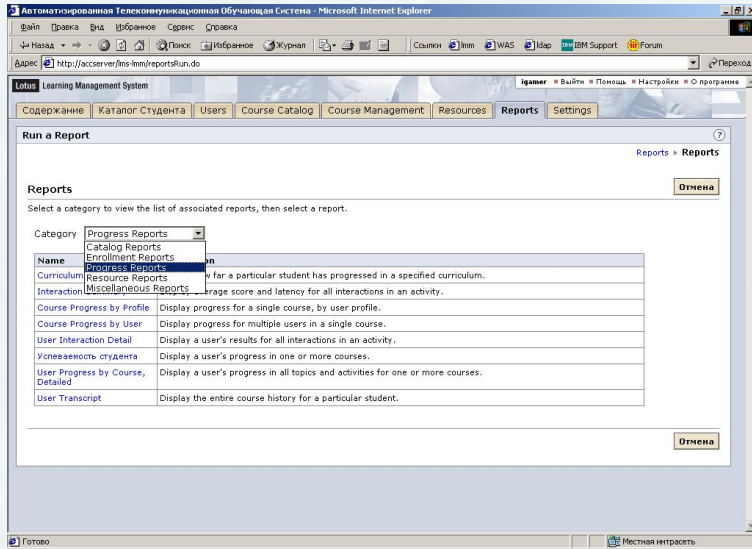 Автоматизированная Телекоммуникационная Обучающая Система - Microsoft Internet Explorer
Файл Правка Вид Избранное Сервис Справка
Назад Поиск Избранное Журнал Ссылки lmm WAS ldap IBM IBM Support Forum
Адрес http://accserver/lms-lmm/reportsRun.do Переход
Lotus Learning Management System
igamer Выйти Помощь Настройки О программе
Содержание Каталог Студента Users Course Catalog Course Management Resources Reports Settings
Run a Report ?
Reports Reports
Reports Отмена
Select a category to view the list of associated reports, then select a report.
Category Progress Reports
Catalog Reports
Enrollment Reports
Progress Reports
Resource Reports
Miscellaneous Reports
Name on
Curriculum far a particular student has progressed in a specified curriculum.
Interaction average score and latency for all interactions in an activity.
Course Progress by Profile Display progress for a single course, by user profile.
Course Progress by User Display progress for multiple users in a single course.
User Interaction Detail Display a user's results for all interactions in an activity.
Успеваемость студента Display a user's progress in one or more courses.
User Progress by Course, Detailed Display a user's progress in all topics and activities for one or more courses.
User Transcript Display the entire course history for a particular student.
Отмена
Готово Местная интрасеть